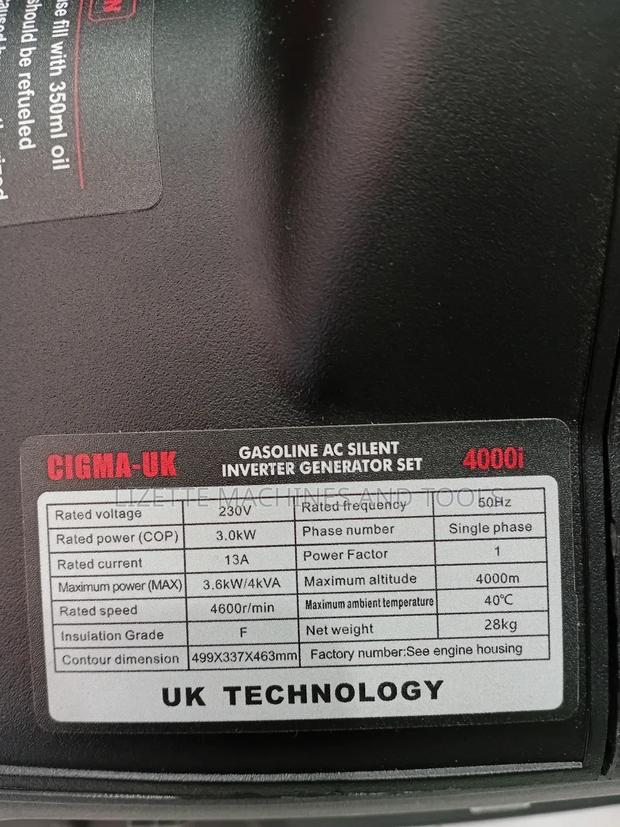 N
use fill with 350ml oil
should be refueled
CIGMA-UK
GASOLINE AC SILENT
INVERTER GENERATOR SET
4000i
LIZETTE MACHINES AND TOOLS
Rated voltage 230V Rated frequency 50Hz
Rated power (COP) 3.0kW Phase number Single phase
Rated current 13A Power Factor 1
Maximum power (MAX) 3.6kW/4kVA Maximum altitude 4000m
Rated speed 4600r/min Maximum ambient temperature 40℃
Insulation Grade F Net weight 28kg
Contour dimension 499X337X463mm Factory number:See engine housing
UK TECHNOLOGY